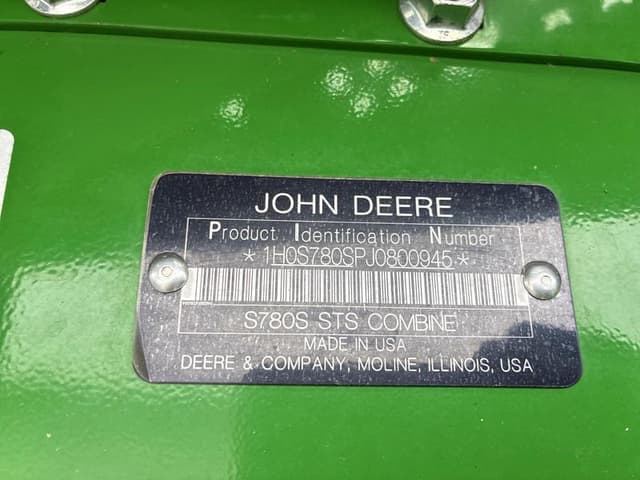 JOHN DEERE
Product Identification Number
*1H0S780SPJ0800945*
S780S STS COMBINE
MADE IN USA
DEERE & COMPANY, MOLINE, ILLINOIS, USA